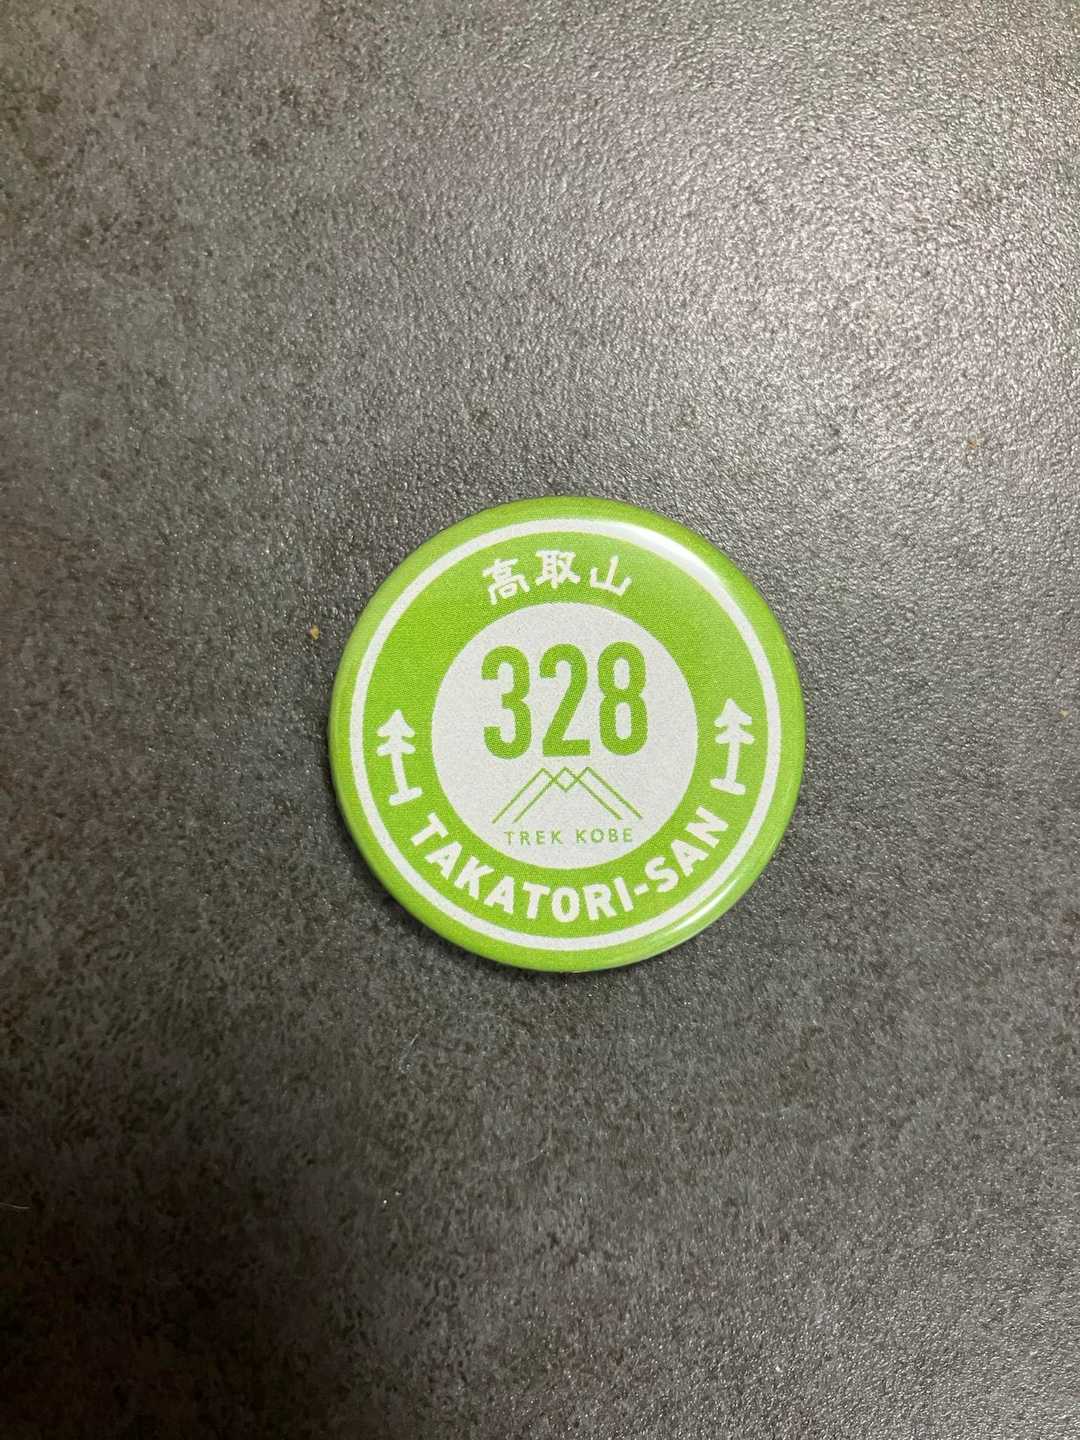 高取山
328
TREK KOBE
TAKATORI-SAN